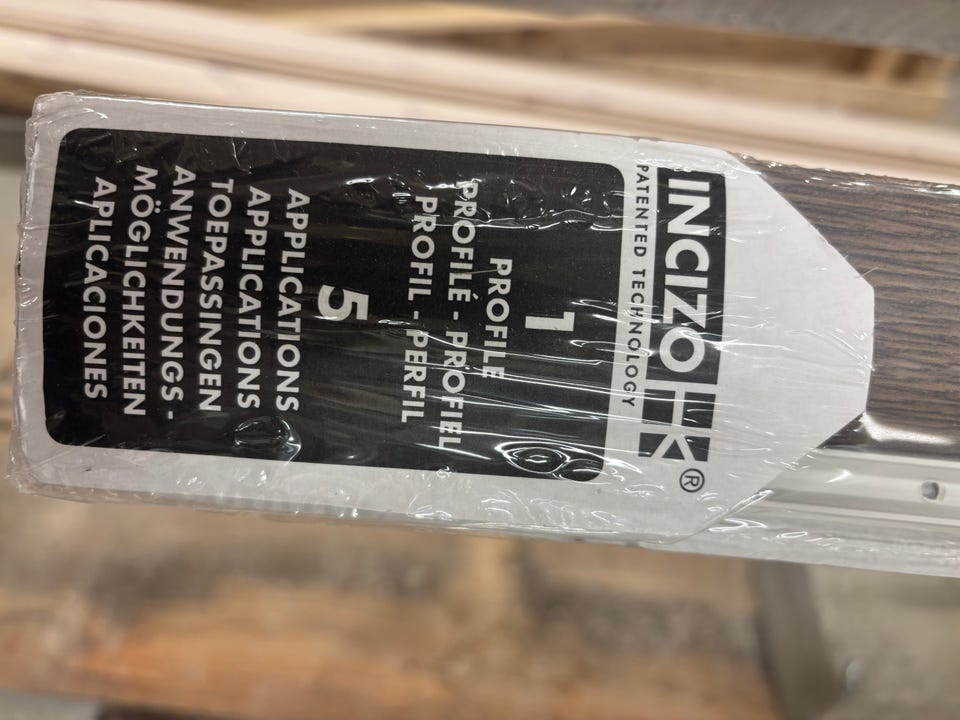 INCIZO K®
PATENTED TECHNOLOGY
1
PROFILE
PROFILÉ - PROFIEL
PROFIL - PERFIL
5
APPLICATIONS
APPLICATIONS
TOEPASSINGEN
ANWENDUNGS-
MÖGLICHKEITEN
APLICACIONES